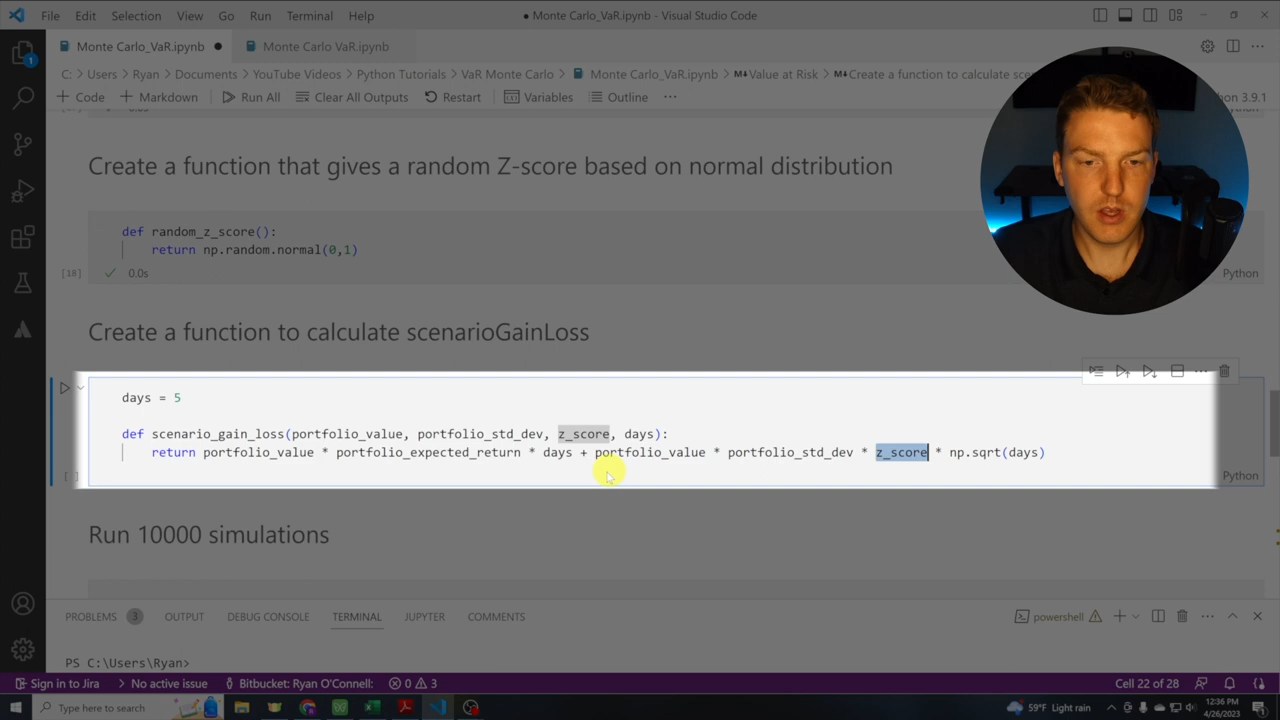 File Edit Selection View Go Run Terminal Help
● Monte Carlo_VaR.ipynb - Visual Studio Code
Monte Carlo_VaR.ipynb ●
Monte Carlo VaR.ipynb
C: > Users > Ryan > Documents > YouTube Videos > Python Tutorials > VaR Monte Carlo > Monte Carlo_VaR.ipynb > M↓Value at Risk > M↓Create a function to calculate sce
+ Code + Markdown Run All Clear All Outputs Restart Variables Outline ···
3.9.1
Python
Create a function that gives a random Z-score based on normal distribution
def random_z_score():
return np.random.normal(0,1)
[18] ✓ 0.0s
Python
Create a function to calculate scenarioGainLoss
days = 5
def scenario_gain_loss(portfolio_value, portfolio_std_dev, z_score, days):
return portfolio_value * portfolio_expected_return * days + portfolio_value * portfolio_std_dev * z_score * np.sqrt(days)
[ ]
Python
Run 10000 simulations
PROBLEMS 3 OUTPUT DEBUG CONSOLE TERMINAL JUPYTER COMMENTS
powershell
PS C:\Users\Ryan>
1
Sign in to Jira > No active issue Bitbucket: Ryan O'Connell: 0 3
Cell 22 of 28
Type here to search
59°F Light rain
12:36 PM
4/26/2023